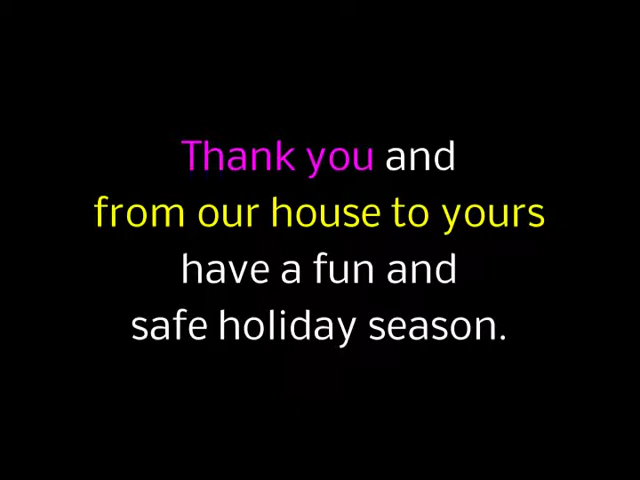 Thank you and
from our house to yours
have a fun and
safe holiday season.